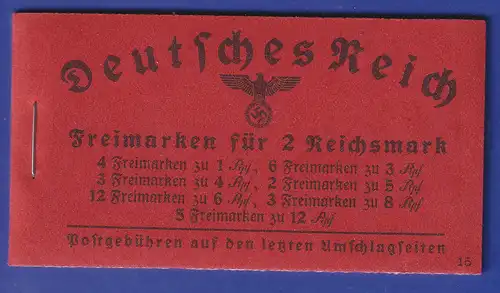 Deutsches Reich
Freimarken für 2 Reichsmark
4 Freimarken zu 1 Rpf, 6 Freimarken zu 3 Rpf
3 Freimarken zu 4 Rpf, 2 Freimarken zu 5 Rpf
12 Freimarken zu 6 Rpf, 3 Freimarken zu 8 Rpf
5 Freimarken zu 12 Rpf
Postgebühren auf den letzten Umschlagseiten
15